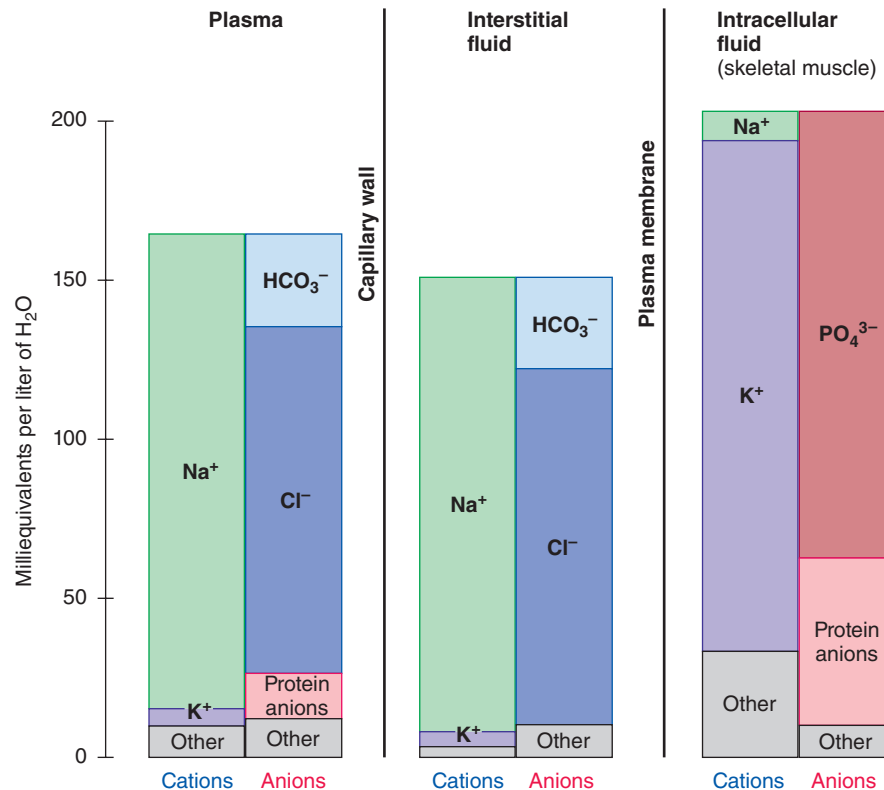 Plasma
Interstitial
fluid
Intracellular
fluid
(skeletal muscle)
Milliequivalents per liter of H₂O
200
150
100
50
0
Na⁺
K⁺
Other
HCO₃⁻
Cl⁻
Protein
anions
Other
Cations
Anions
Capillary wall
Na⁺
K⁺
HCO₃⁻
Cl⁻
Other
Cations
Anions
Plasma membrane
Na⁺
K⁺
Other
PO₄³⁻
Protein
anions
Other
Cations
Anions